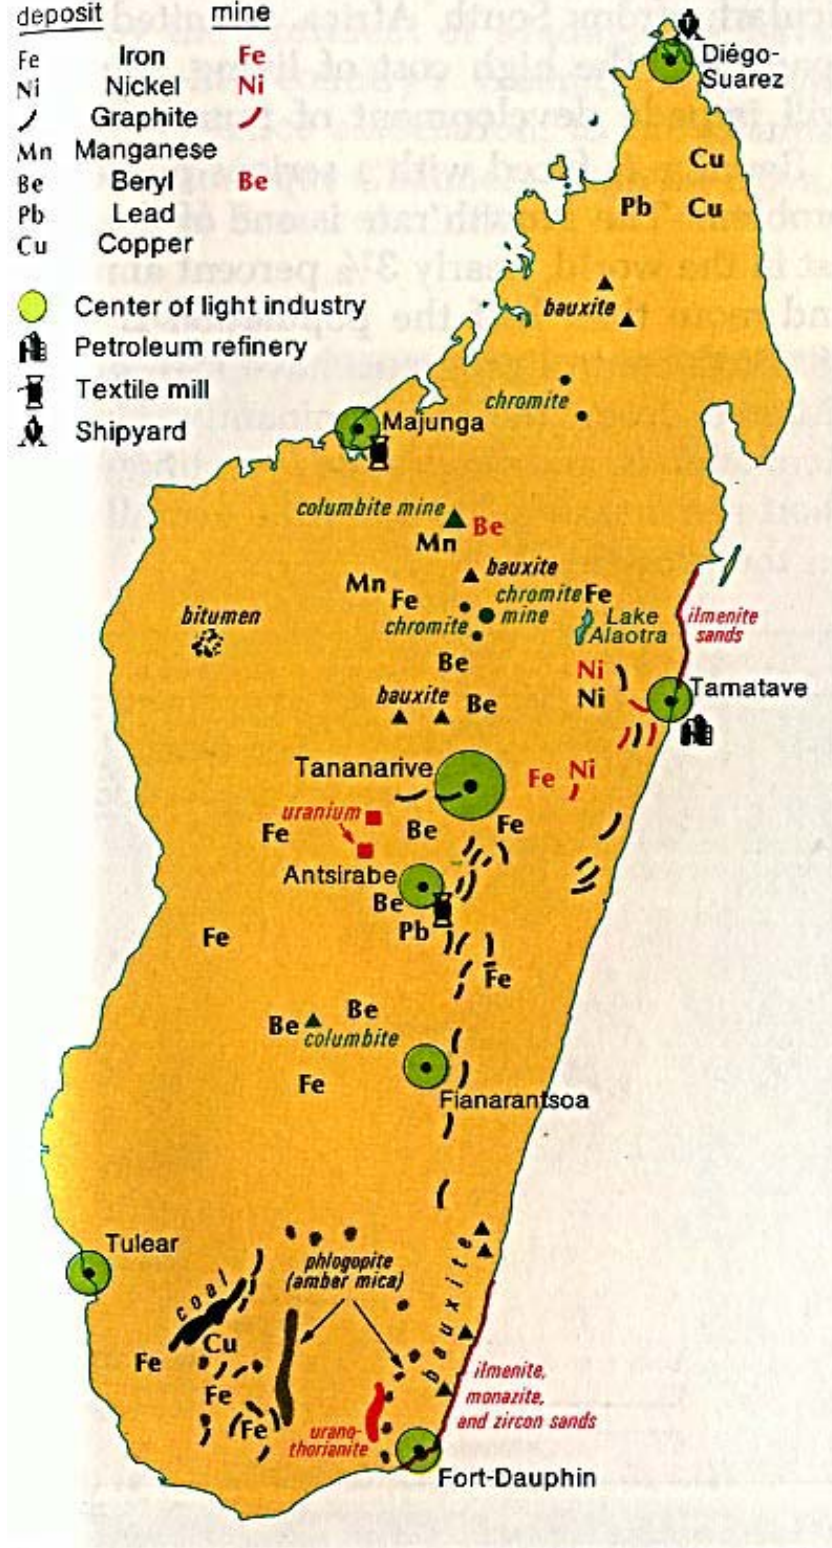 deposit mine
Fe Iron Fe
Ni Nickel Ni
Graphite
Mn Manganese
Be Beryl Be
Pb Lead
Cu Copper
Center of light industry
Petroleum refinery
Textile mill
Shipyard
Diégo-
Suarez
Cu
Pb Cu
bauxite
chromite
Majunga
columbite mine
Be
Mn
bauxite
Mn
Fe
chromite
mine
Fe
chromite
Lake
Alaotra
ilmenite
sands
bitumen
Be
Ni
Ni
bauxite
Be
Tamatave
Tananarive
Fe Ni
uranium
Fe
Be
Fe
Antsirabe
Be
Pb
Fe
Fe
Be
Be
columbite
Fe
Fianarantsoa
Tulear
phlogopite
(amber mica)
coal
bauxite
Cu
Fe
Fe
Fe
urano-
thorianite
ilmenite,
monazite,
and zircon sands
Fort-Dauphin